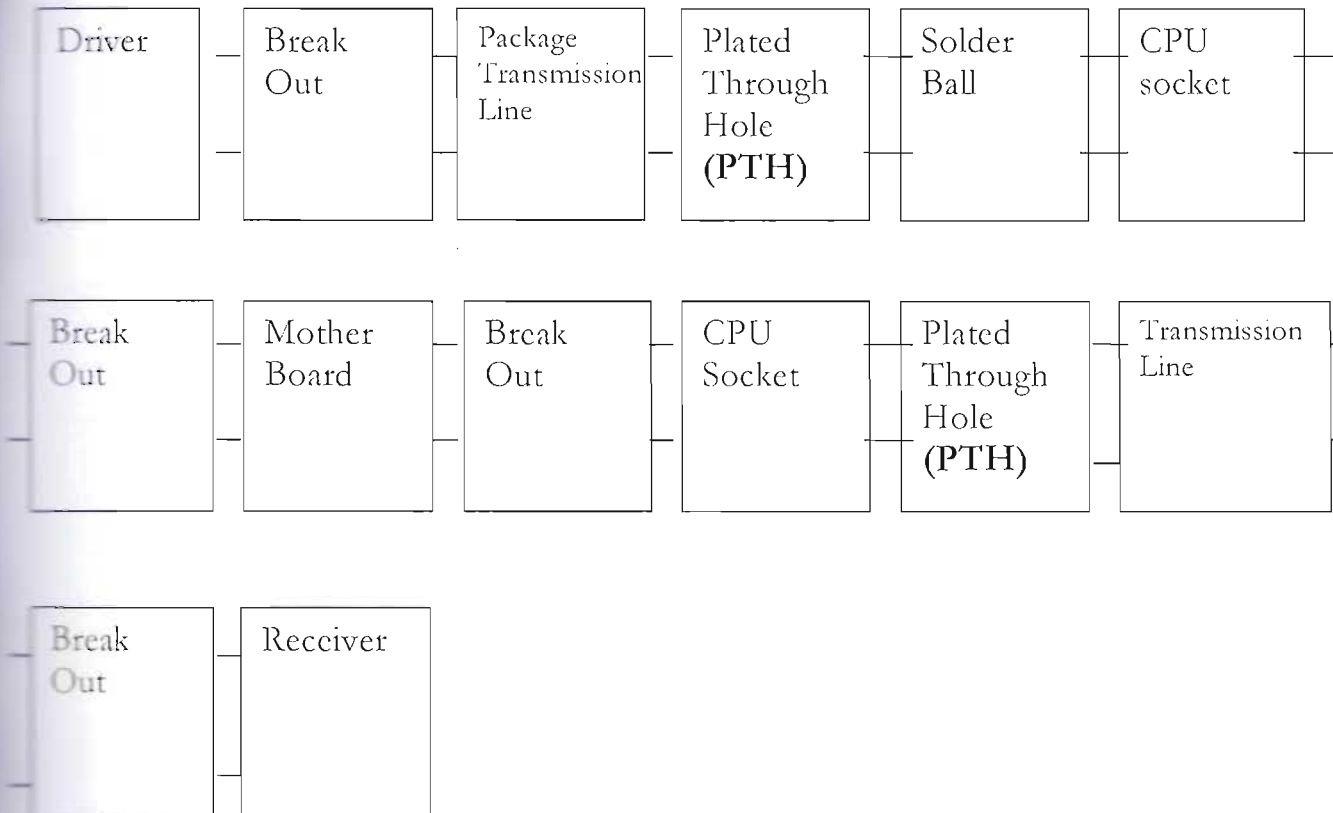 Driver
Break
Out
Package
Transmission
Line
Plated
Through
Hole
(PTH)
Solder
Ball
CPU
socket
Break
Out
Mother
Board
Break
Out
CPU
Socket
Plated
Through
Hole
(PTH)
Transmission
Line
Break
Out
Receiver